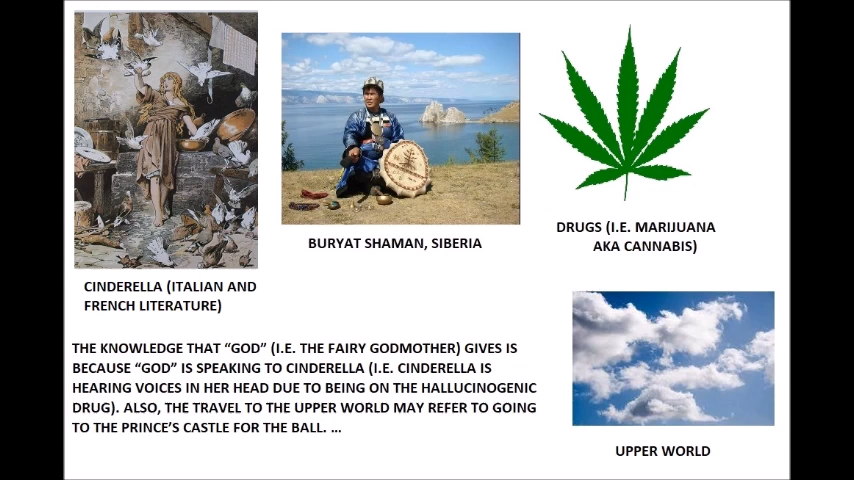 CINDERELLA (ITALIAN AND
FRENCH LITERATURE)
BURYAT SHAMAN, SIBERIA
DRUGS (I.E. MARIJUANA
AKA CANNABIS)
THE KNOWLEDGE THAT “GOD” (I.E. THE FAIRY GODMOTHER) GIVES IS
BECAUSE “GOD” IS SPEAKING TO CINDERELLA (I.E. CINDERELLA IS
HEARING VOICES IN HER HEAD DUE TO BEING ON THE HALLUCINOGENIC
DRUG). ALSO, THE TRAVEL TO THE UPPER WORLD MAY REFER TO GOING
TO THE PRINCE’S CASTLE FOR THE BALL. ...
UPPER WORLD